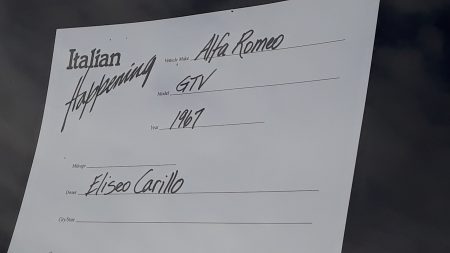 Italian
Happening
Vehicle Make Alfa Romeo
Model GTV
Year 1967
Mileage
Owner Eliseo Carillo
City/State